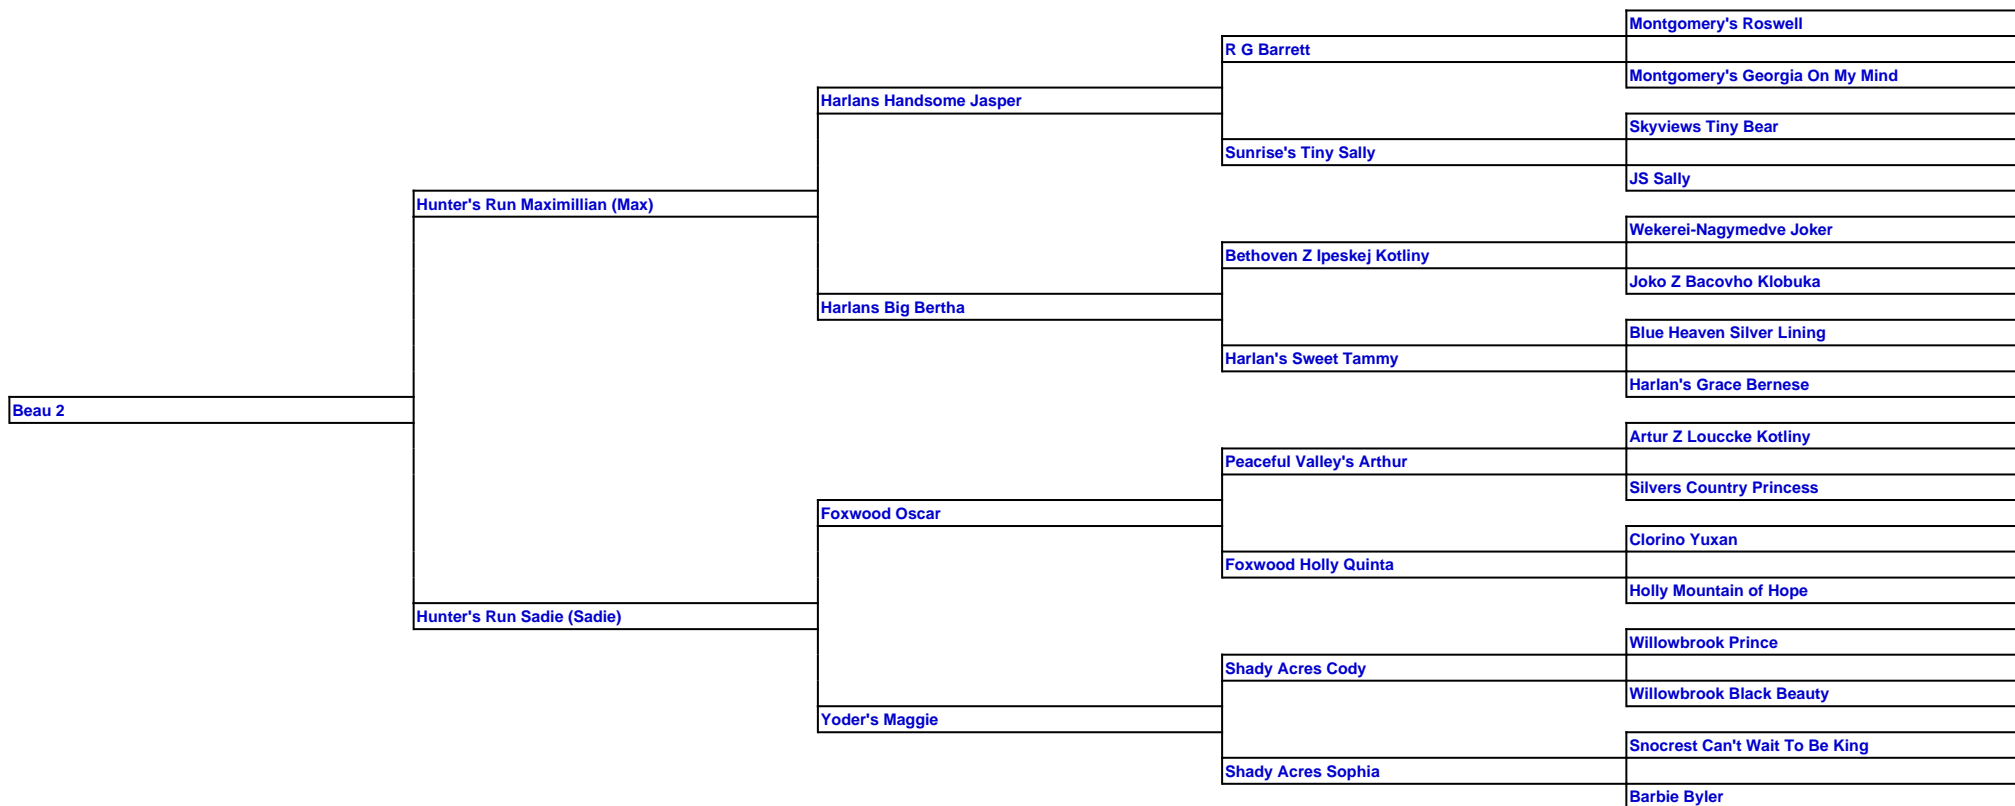 Montgomery's Roswell
R G Barrett
Montgomery's Georgia On My Mind
Harlans Handsome Jasper
Skyviews Tiny Bear
Sunrise's Tiny Sally
JS Sally
Hunter's Run Maximillian (Max)
Wekerei-Nagymedve Joker
Bethoven Z Ipeskej Kotliny
Joko Z Bacovho Klobuka
Harlans Big Bertha
Blue Heaven Silver Lining
Harlan's Sweet Tammy
Harlan's Grace Bernese
Beau 2
Artur Z Louccke Kotliny
Peaceful Valley's Arthur
Silvers Country Princess
Foxwood Oscar
Clorino Yuxan
Foxwood Holly Quinta
Holly Mountain of Hope
Hunter's Run Sadie (Sadie)
Willowbrook Prince
Shady Acres Cody
Willowbrook Black Beauty
Yoder's Maggie
Snocrest Can't Wait To Be King
Shady Acres Sophia
Barbie Byler